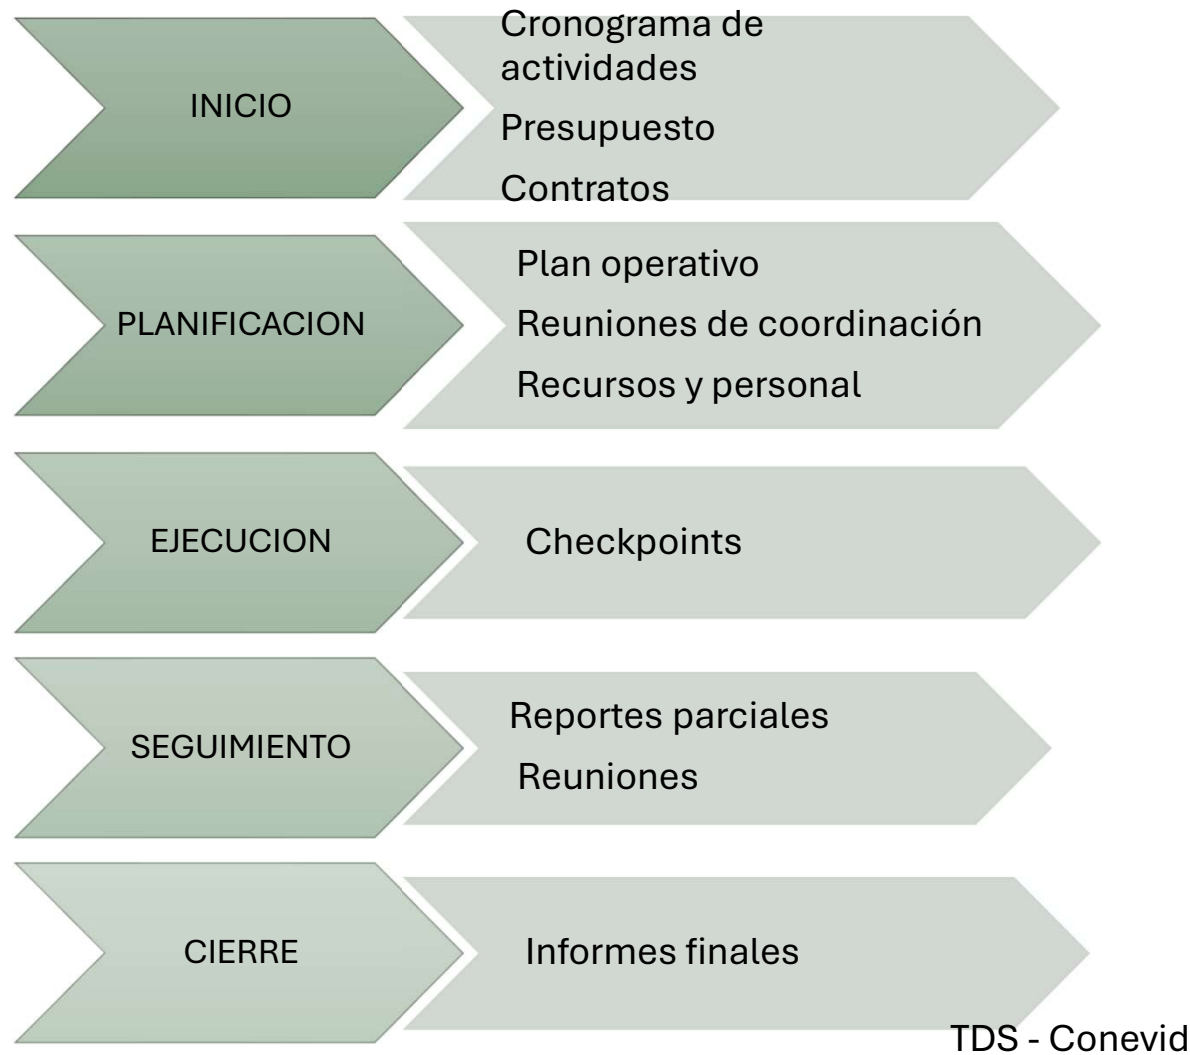 INICIO
Cronograma de
actividades
Presupuesto
Contratos
PLANIFICACION
Plan operativo
Reuniones de coordinación
Recursos y personal
EJECUCION
Checkpoints
SEGUIMIENTO
Reportes parciales
Reuniones
CIERRE
Informes finales
TDS - Conevid